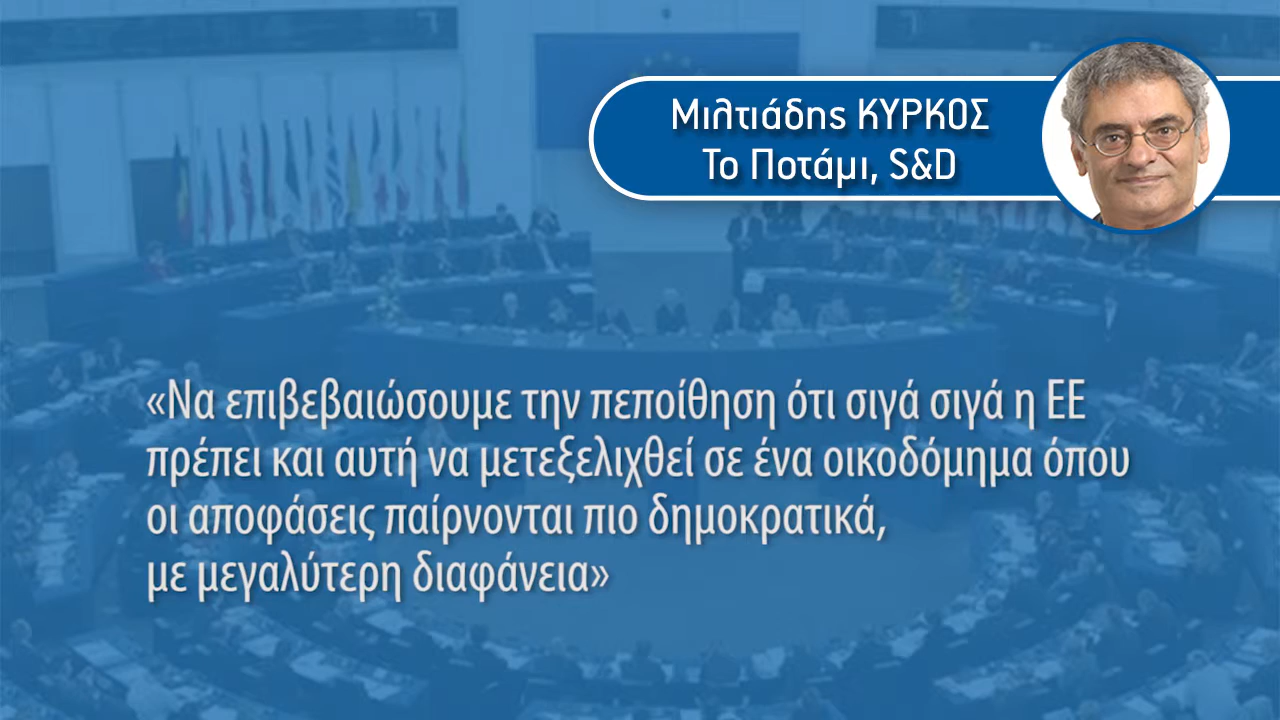 Μιλτιάδης ΚΥΡΚΟΣ
Το Ποτάμι, S&D
«Να επιβεβαιώσουμε την πεποίθηση ότι σιγά σιγά η ΕΕ
πρέπει και αυτή να μετεξελιχθεί σε ένα οικοδόμημα όπου
οι αποφάσεις παίρνονται πιο δημοκρατικά,
με μεγαλύτερη διαφάνεια»